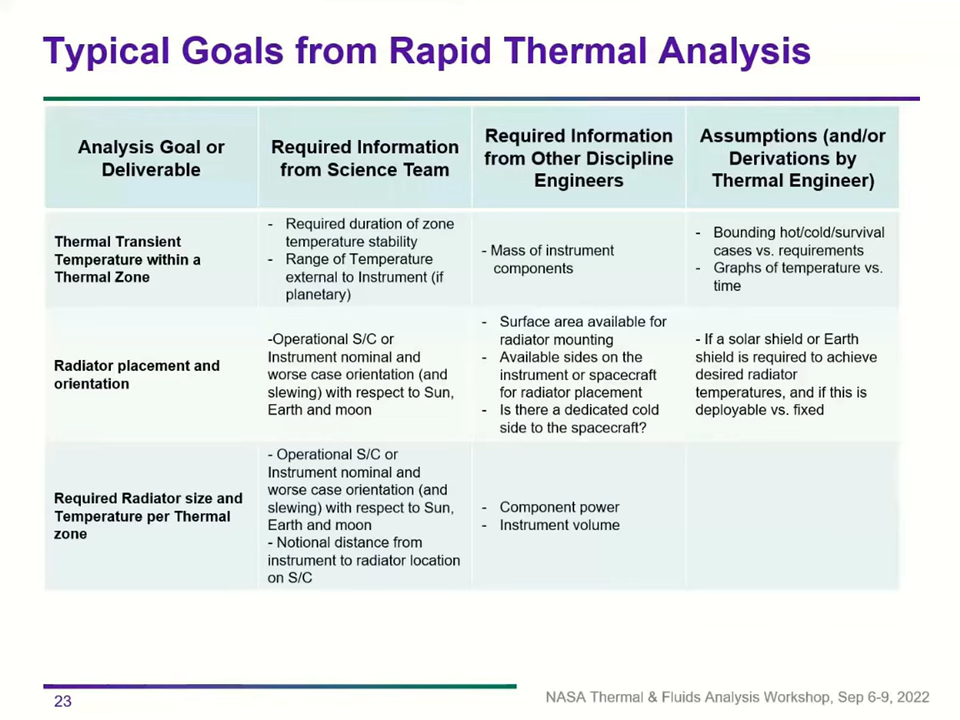 Typical Goals from Rapid Thermal Analysis
Analysis Goal or
Deliverable
Required Information
from Science Team
Required Information
from Other Discipline
Engineers
Assumptions (and/or
Derivations by
Thermal Engineer)
Thermal Transient
Temperature within a
Thermal Zone
- Required duration of zone
temperature stability
- Range of Temperature
external to Instrument (if
planetary)
- Mass of instrument
components
- Bounding hot/cold/survival
cases vs. requirements
- Graphs of temperature vs.
time
Radiator placement and
orientation
-Operational S/C or
Instrument nominal and
worse case orientation (and
slewing) with respect to Sun,
Earth and moon
- Surface area available for
radiator mounting
- Available sides on the
instrument or spacecraft
for radiator placement
- Is there a dedicated cold
side to the spacecraft?
- If a solar shield or Earth
shield is required to achieve
desired radiator
temperatures, and if this is
deployable vs. fixed
Required Radiator size and
Temperature per Thermal
zone
- Operational S/C or
Instrument nominal and
worse case orientation (and
slewing) with respect to Sun,
Earth and moon
- Notional distance from
instrument to radiator location
on S/C
- Component power
- Instrument volume
23
NASA Thermal & Fluids Analysis Workshop, Sep 6-9, 2022